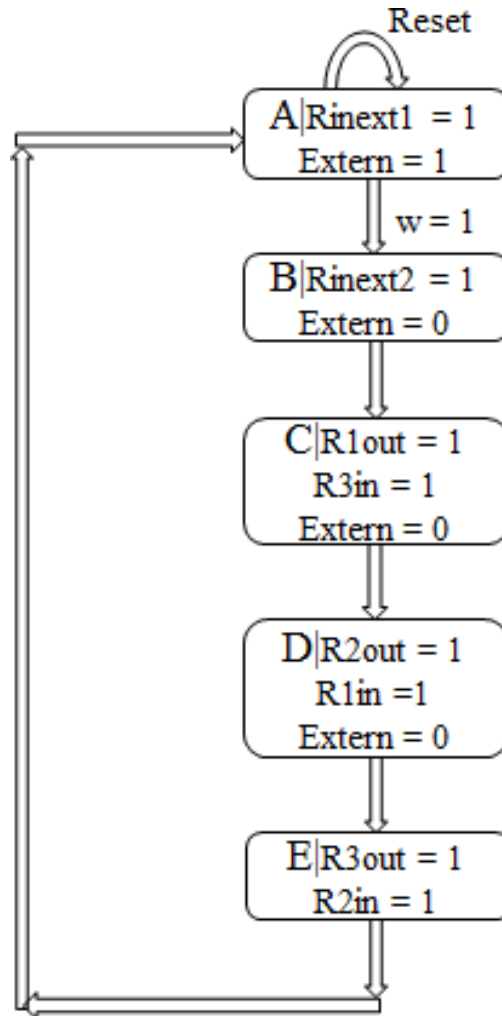 Reset
A|Rinext1 = 1
Extern = 1
w = 1
B|Rinext2 = 1
Extern = 0
C|R1out = 1
R3in = 1
Extern = 0
D|R2out = 1
R1in =1
Extern = 0
E|R3out = 1
R2in = 1